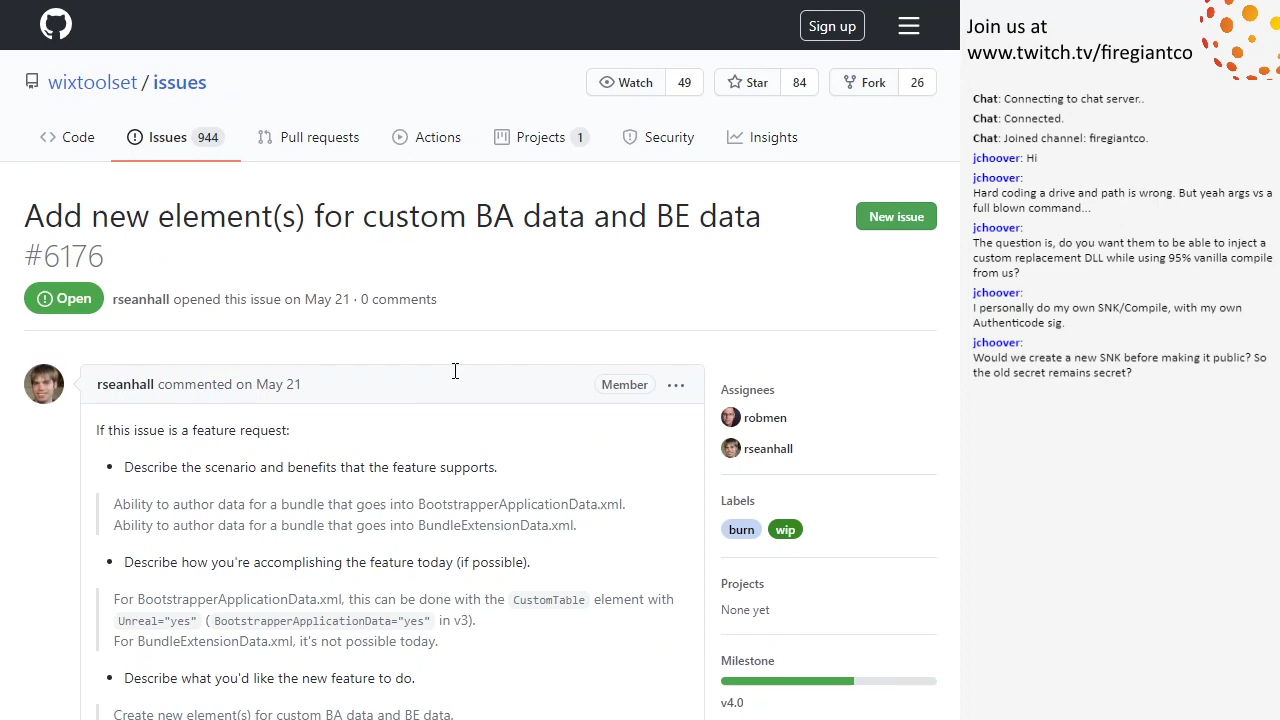 Sign up
wixtoolset / issues
Watch 49 Star 84 Fork 26
Code Issues 944 Pull requests Actions Projects 1 Security Insights
Add new element(s) for custom BA data and BE data
#6176
New issue
Open rseanhall opened this issue on May 21 · 0 comments
rseanhall commented on May 21 Member
If this issue is a feature request:
• Describe the scenario and benefits that the feature supports.
Ability to author data for a bundle that goes into BootstrapperApplicationData.xml.
Ability to author data for a bundle that goes into BundleExtensionData.xml.
• Describe how you're accomplishing the feature today (if possible).
For BootstrapperApplicationData.xml, this can be done with the CustomTable element with
Unreal="yes" ( BootstrapperApplicationData="yes" in v3).
For BundleExtensionData.xml, it's not possible today.
• Describe what you'd like the new feature to do.
Create new element(s) for custom BA data and BE data.
Assignees
robmen
rseanhall
Labels
burn wip
Projects
None yet
Milestone
v4.0
Join us at
www.twitch.tv/firegiantco
Chat: Connecting to chat server..
Chat: Connected.
Chat: Joined channel: firegiantco.
jchoover: Hi
jchoover:
Hard coding a drive and path is wrong. But yeah args vs a
full blown command...
jchoover:
The question is, do you want them to be able to inject a
custom replacement DLL while using 95% vanilla compile
from us?
jchoover:
I personally do my own SNK/Compile, with my own
Authenticode sig.
jchoover:
Would we create a new SNK before making it public? So
the old secret remains secret?